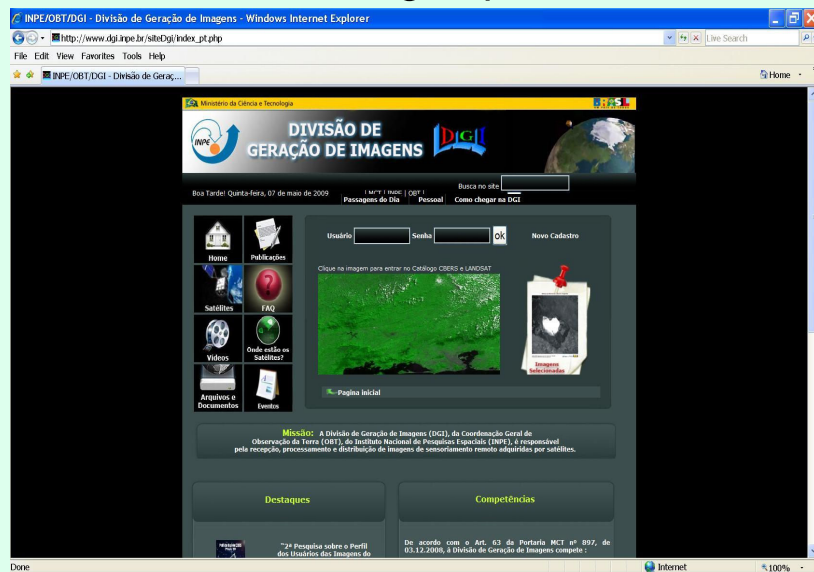 INPE/OBT/DGI - Divisão de Geração de Imagens - Windows Internet Explorer
http://www.dgi.inpe.br/siteDgi/index_pt.php
Live Search
File Edit View Favorites Tools Help
INPE/OBT/DGI - Divisão de Geraç...
Home
Ministério da Ciência e Tecnologia
BRASIL
INPE
DIVISÃO DE
GERAÇÃO DE IMAGENS
DGI
Busca no site
Boa Tarde! Quinta-feira, 07 de maio de 2009
| MCT | INPE | OBT |
Passagens do Dia | Pessoal | Como chegar na DGI
Usuário
Senha
ok
Novo Cadastro
Home
Publicações
Clique na imagem para entrar no Catálogo CBERS e LANDSAT
Satélites
FAQ
Videos
Onde estão os
Satélites?
Imagens
Selecionadas
Arquivos e
Documentos
Eventos
Pagina inicial
Missão: A Divisão de Geração de Imagens (DGI), da Coordenação Geral de
Observação da Terra (OBT), do Instituto Nacional de Pesquisas Espaciais (INPE), é responsável
pela recepção, processamento e distribuição de imagens de sensoriamento remoto adquiridas por satélites.
Destaques
Competências
~2ª Pesquisa sobre o Perfil
dos Usuários das Imagens do
De acordo com o Art. 63 da Portaria MCT nº 897, de
03.12.2008, à Divisão de Geração de Imagens compete :
Done
Internet
100%